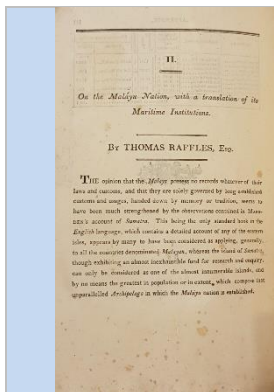 II.
On the Maláyu Nation, with a translation of its
Maritime Institutions.
By THOMAS RAFFLES, Esq.
THE opinion that the Malays possess no records whatever of their
laws and customs, and that they are solely governed by long established
customs and usages, handed down by memory or tradition, seems to
have been much strengthened by the observations contained in Mars-
den's account of Sumatra. This being the only standard book in the
English language, which contains a detailed account of any of the eastern
isles, appears by many to have been considered as applying, generally,
to all the countries denominated Malayan, whereas the island of Sumatra,
though exhibiting an almost inexhaustible fund for research and inquiry,
can only be considered as one of the almost innumerable islands, and
by no means the greatest in population or in extent, which compose that
unparalleled Archipelago in which the Maláyu nation is established.